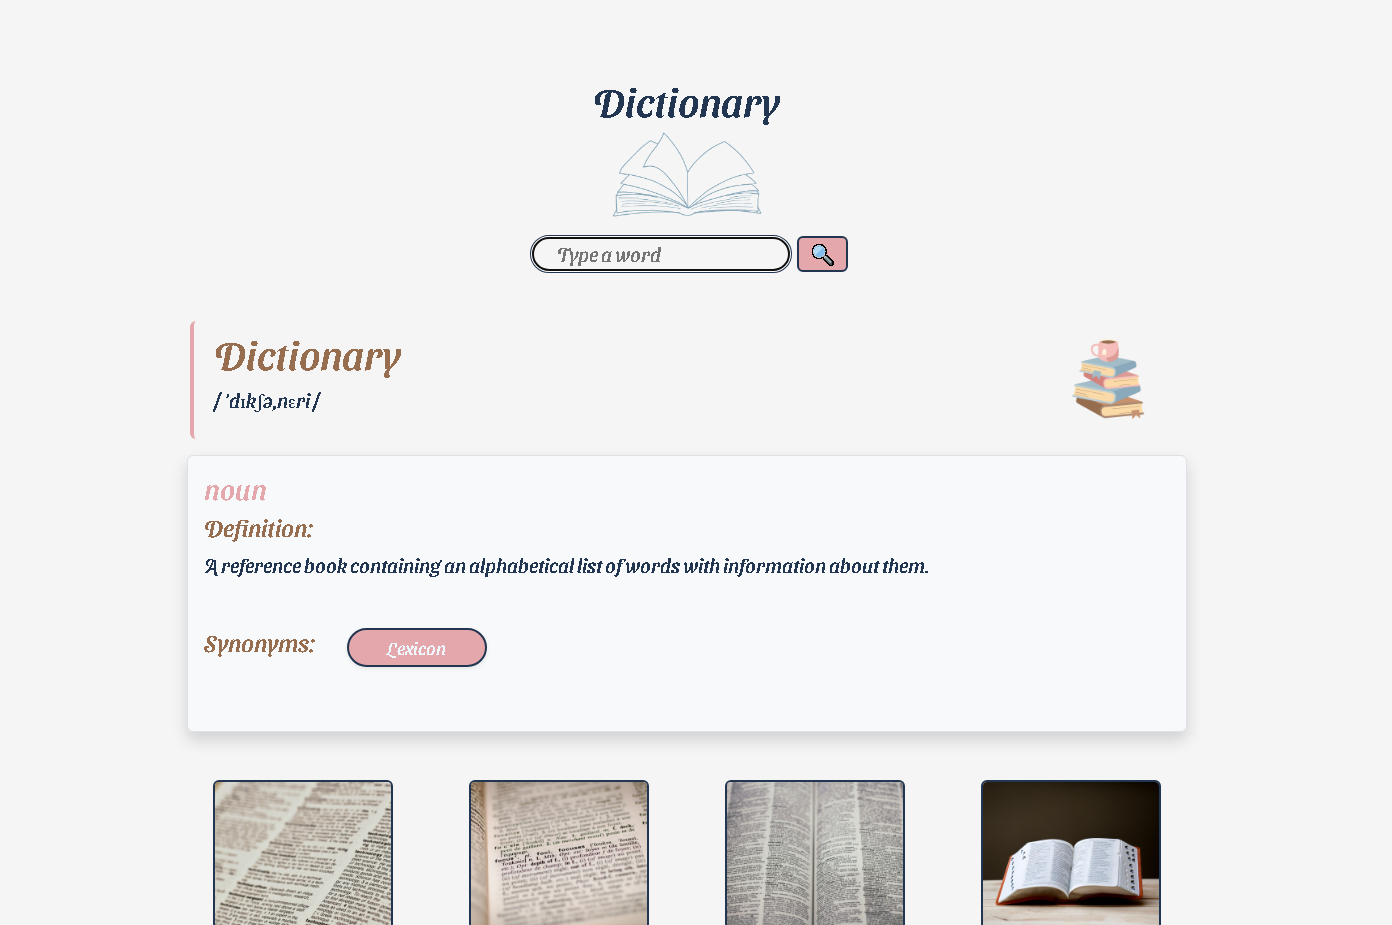 Dictionary
Type a word
Dictionary
/ˈdɪkʃəˌnɛri/
noun
Definition:
A reference book containing an alphabetical list of words with information about them.
Synonyms:
Lexicon
focuses